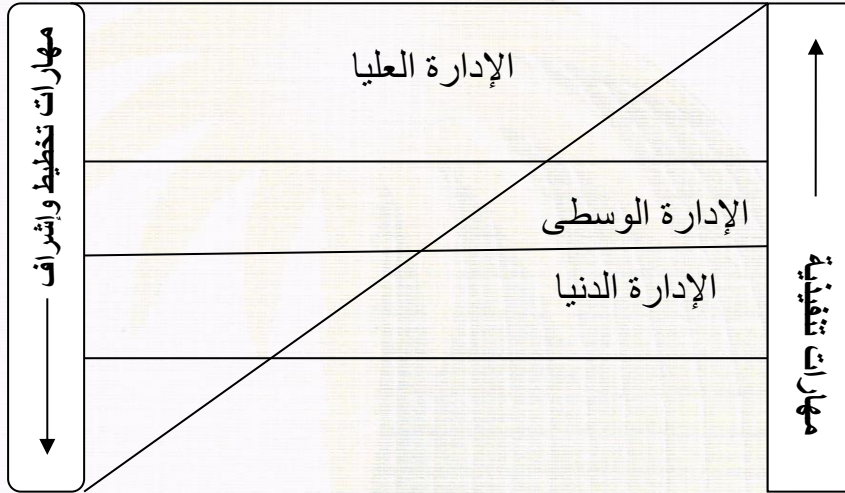 مهارات تخطيط وإشراف
الإدارة العليا
الإدارة الوسطى
الإدارة الدنيا
مهارات تنفيذية